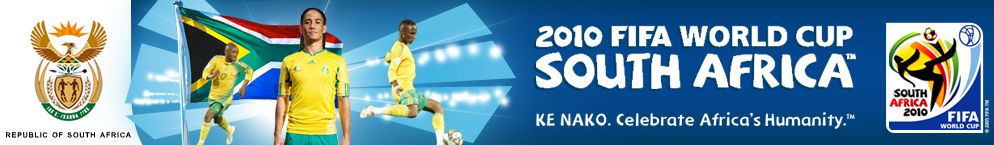 REPUBLIC OF SOUTH AFRICA
2010 FIFA WORLD CUP
SOUTH AFRICA™
KE NAKO. Celebrate Africa's Humanity.™
SOUTH
AFRICA
2010
FIFA
WORLD CUP